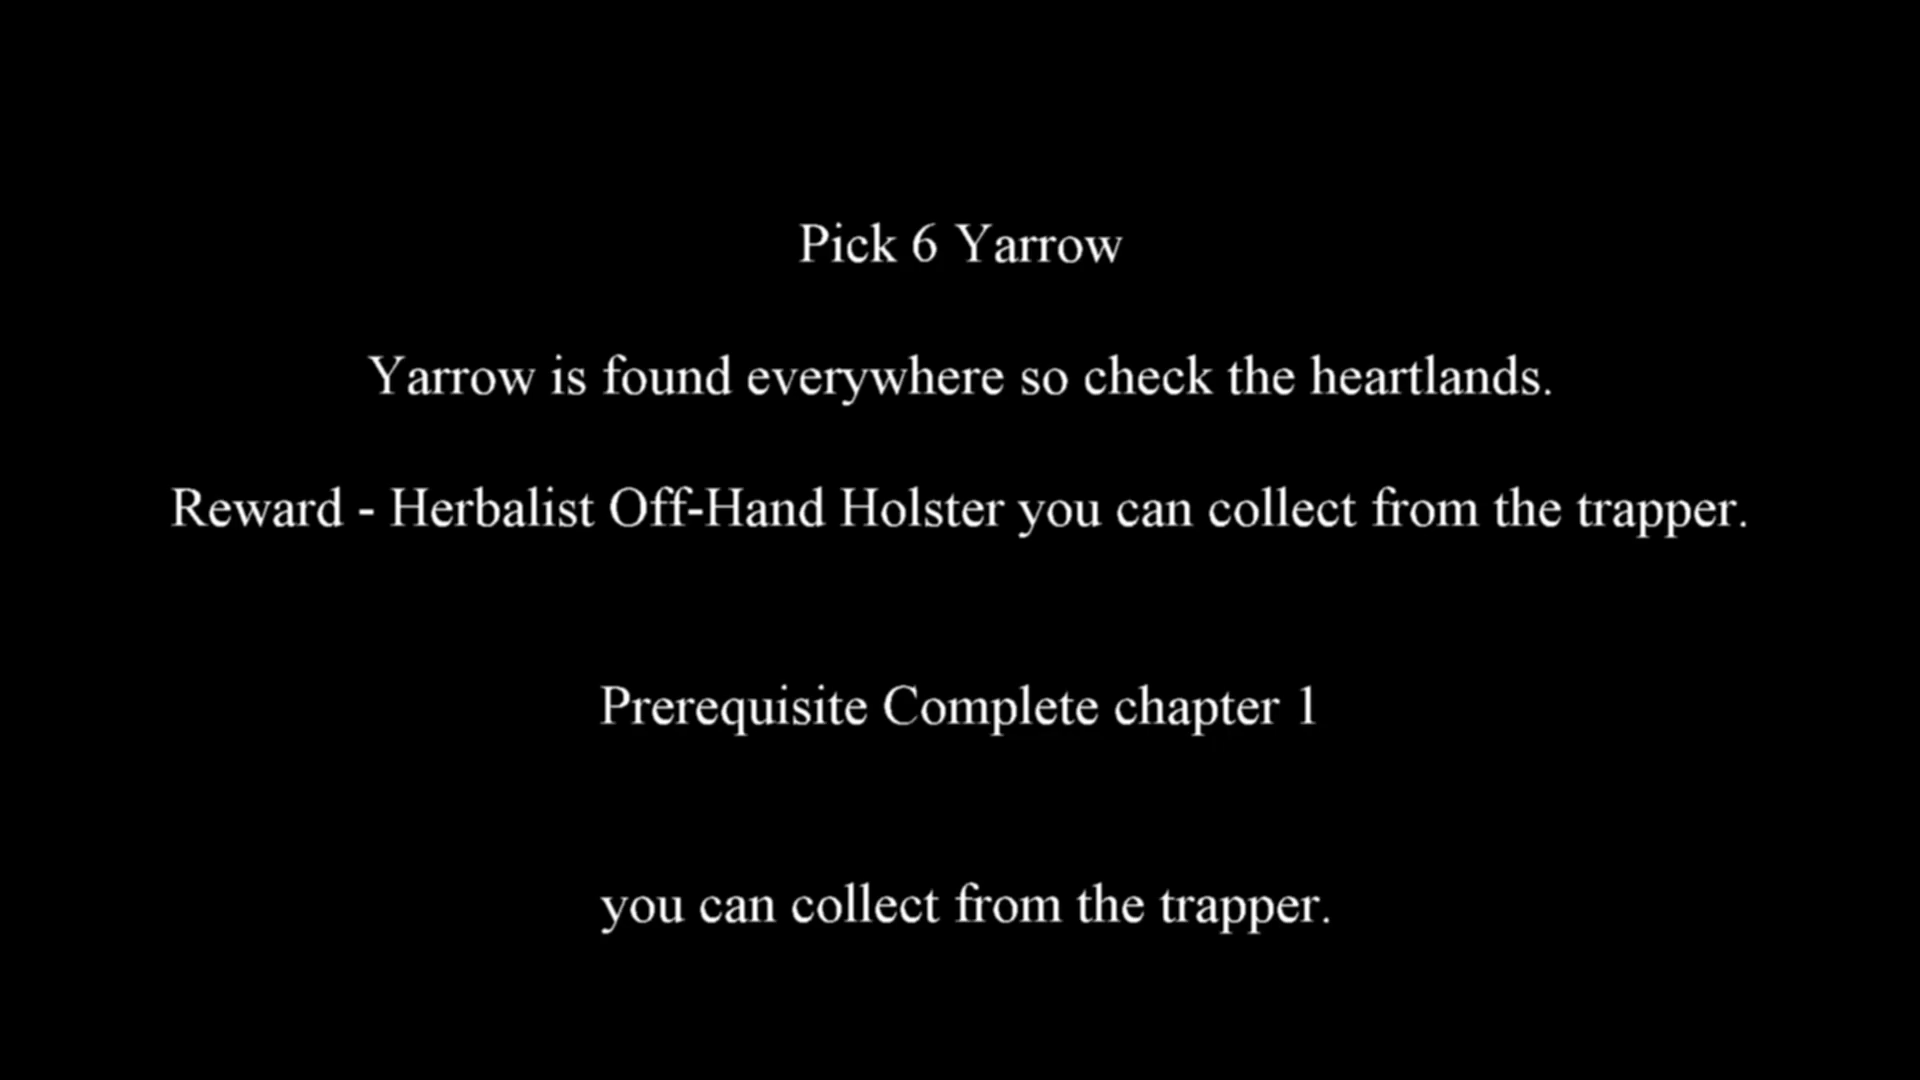 Pick 6 Yarrow
Yarrow is found everywhere so check the heartlands.
Reward - Herbalist Off-Hand Holster you can collect from the trapper.
Prerequisite Complete chapter 1
you can collect from the trapper.